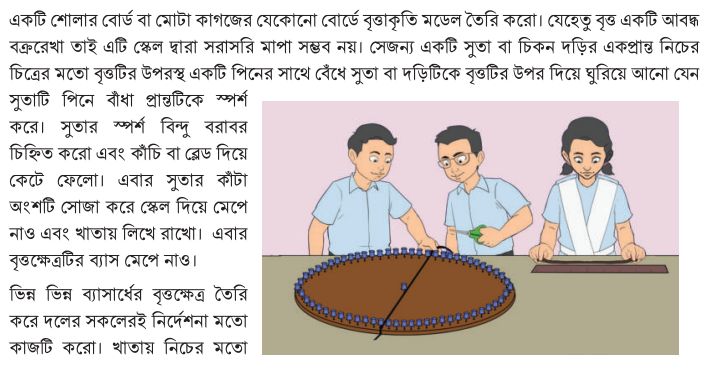 একটি শোলার বোর্ড বা মোটা কাগজের যেকোনো বোর্ডে বৃত্তাকৃতি মডেল তৈরি করো। যেহেতু বৃত্ত একটি আবদ্ধ
বক্ররেখা তাই এটি স্কেল দ্বারা সরাসরি মাপা সম্ভব নয়। সেজন্য একটি সুতা বা চিকন দড়ির একপ্রান্ত নিচের
চিত্রের মতো বৃত্তটির উপরস্থ একটি পিনের সাথে বেঁধে সুতা বা দড়িটিকে বৃত্তটির উপর দিয়ে ঘুরিয়ে আনো যেন
সুতাটি পিনে বাঁধা প্রান্তটিকে স্পর্শ
করে। সুতার স্পর্শ বিন্দু বরাবর
চিহ্নিত করো এবং কাঁচি বা ব্লেড দিয়ে
কেটে ফেলো। এবার সুতার কাঁটা
অংশটি সোজা করে স্কেল দিয়ে মেপে
নাও এবং খাতায় লিখে রাখো। এবার
বৃত্তক্ষেত্রটির ব্যাস মেপে নাও।
ভিন্ন ভিন্ন ব্যাসার্ধের বৃত্তক্ষেত্র তৈরি
করে দলের সকলেরই নির্দেশনা মতো
কাজটি করো। খাতায় নিচের মতো